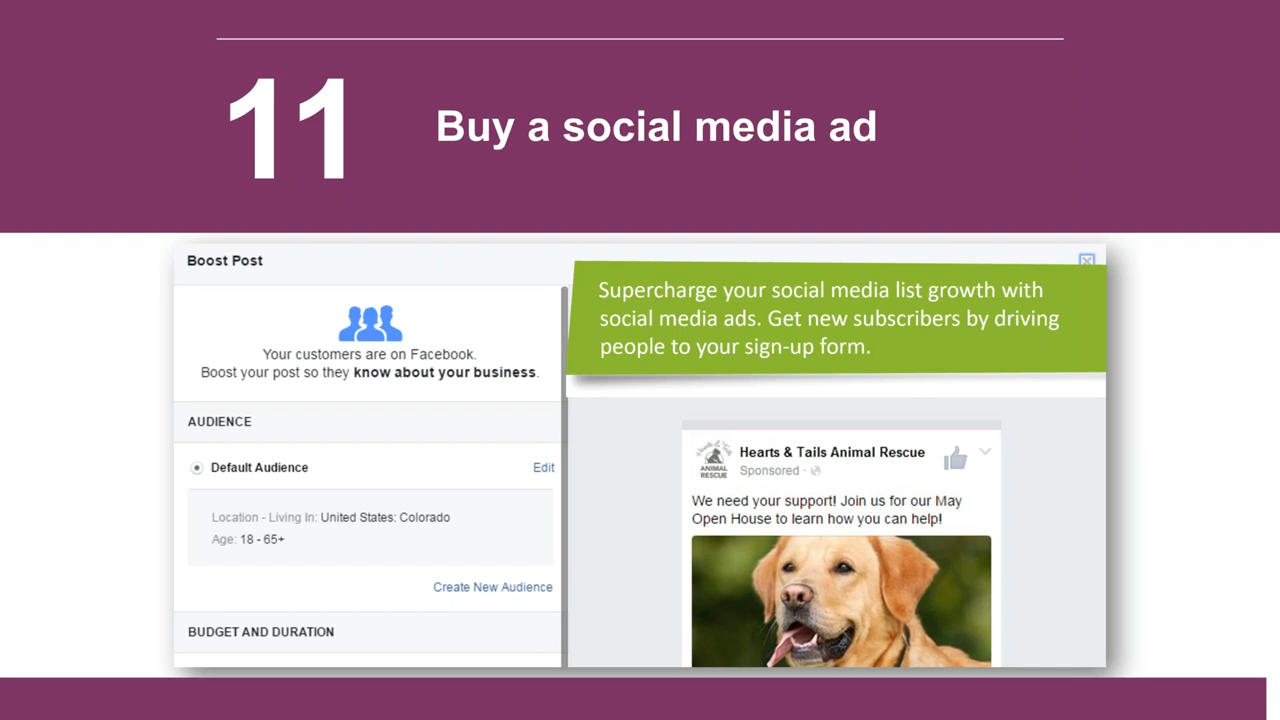 11
Buy a social media ad
Boost Post
Supercharge your social media list growth with
social media ads. Get new subscribers by driving
people to your sign-up form.
Your customers are on Facebook.
Boost your post so they know about your business.
AUDIENCE
Default Audience
Edit
Location - Living In: United States: Colorado
Age: 18 - 65+
Create New Audience
BUDGET AND DURATION
Hearts & Tails Animal Rescue
Sponsored ·
ANIMAL
RESCUE
We need your support! Join us for our May
Open House to learn how you can help!